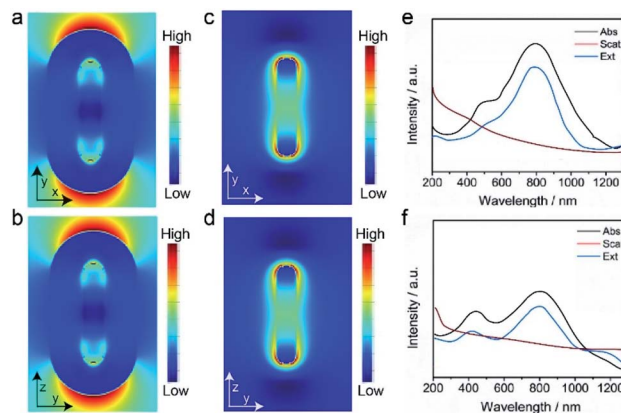 a
High
y
x
Low
c
High
y
x
Low
e
Intensity / a.u.
Abs
Scat
Ext
200 400 600 800 1000 1200
Wavelength / nm
b
High
z
y
Low
d
High
z
y
Low
f
Intensity / a.u.
Abs
Scat
Ext
200 400 600 800 1000 1200
Wavelength / nm